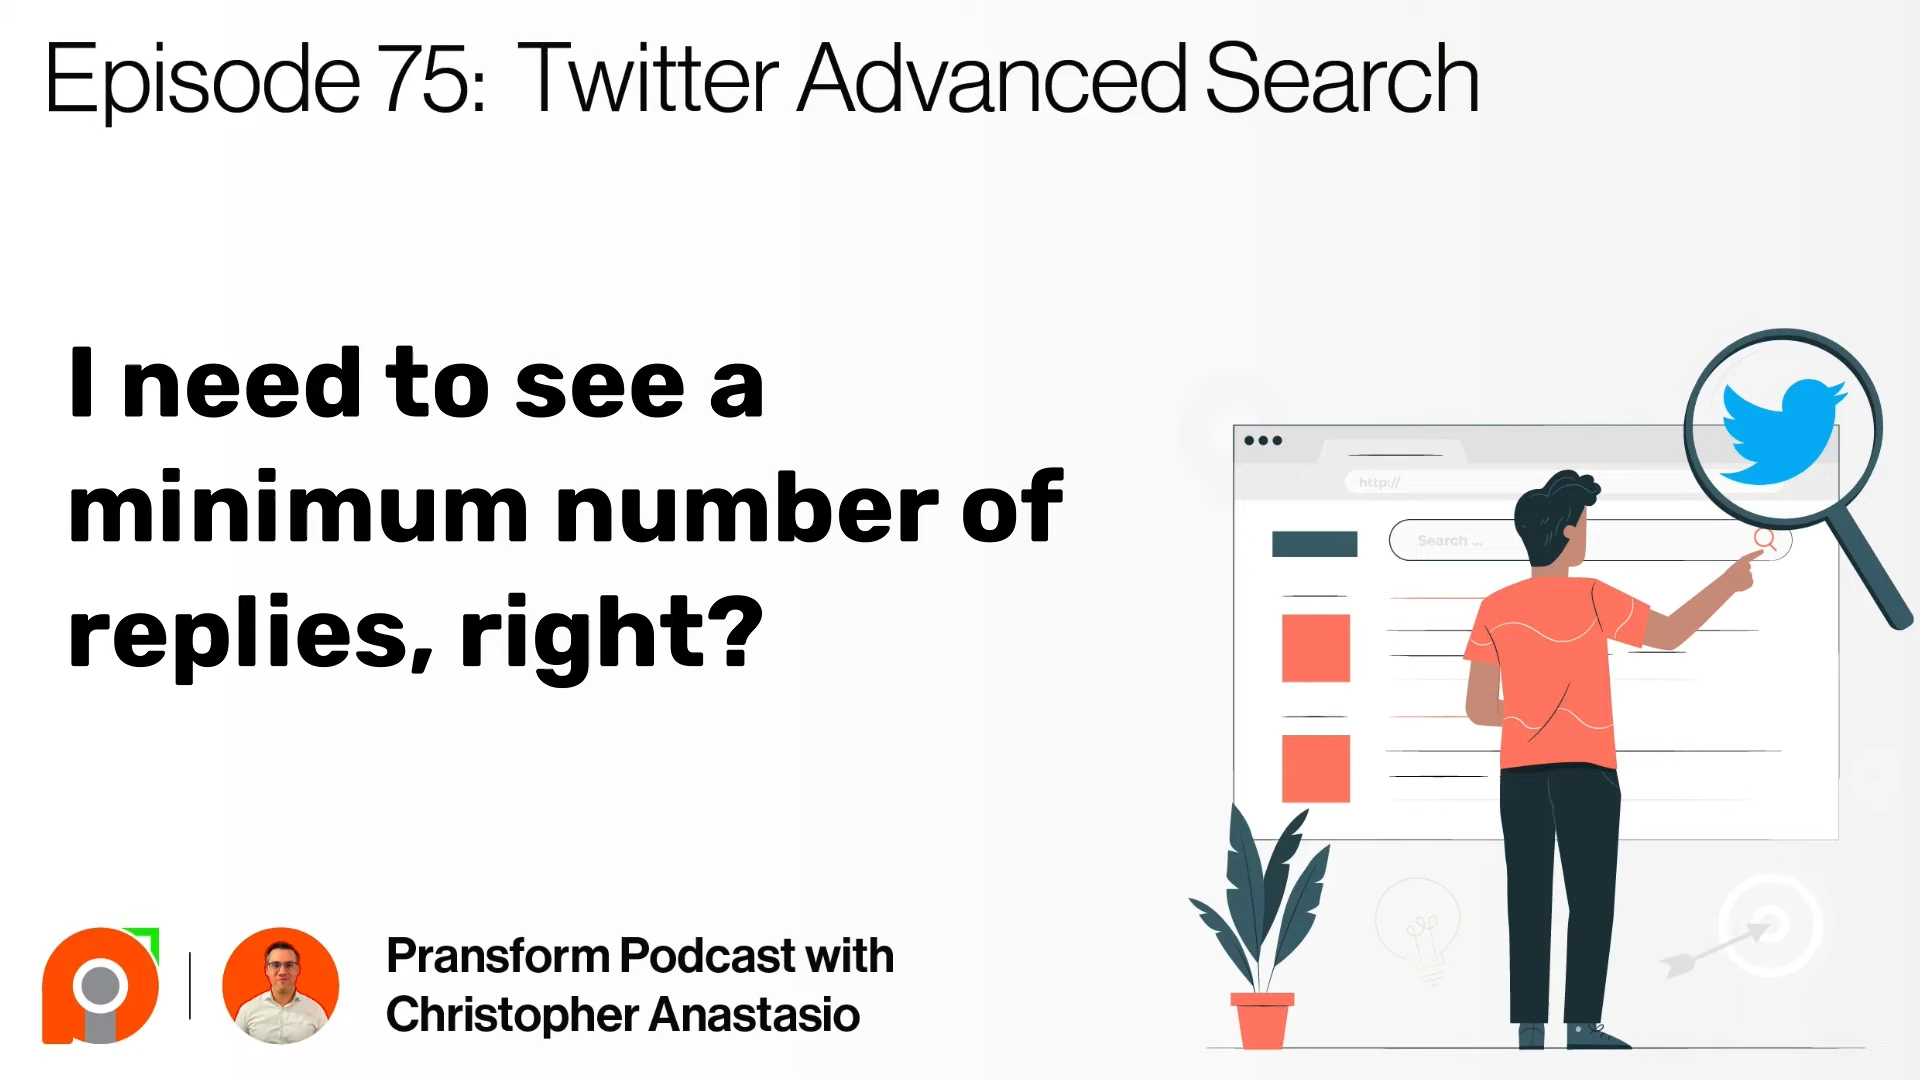 Episode 75: Twitter Advanced Search
I need to see a
minimum number of
replies, right?
http://
Search ...
Pransform Podcast with
Christopher Anastasio